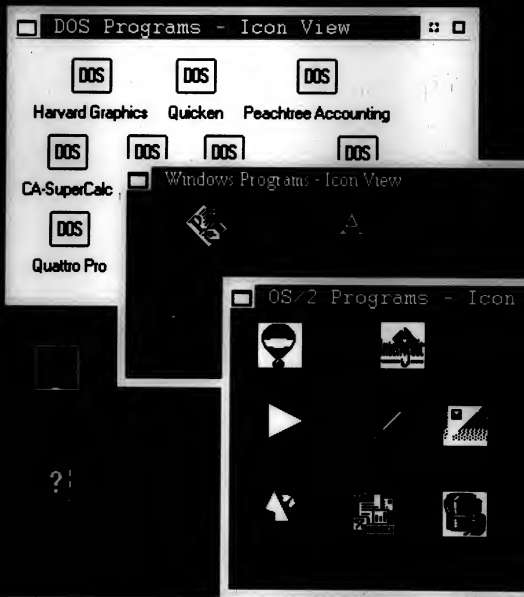 DOS Programs - Icon View
DOS DOS DOS
Harvard Graphics Quicken Peachtree Accounting
DOS DOS DOS DOS
CA-SuperCalc
DOS
Quattro Pro
Windows Programs - Icon View
A
OS/2 Programs - Icon
?